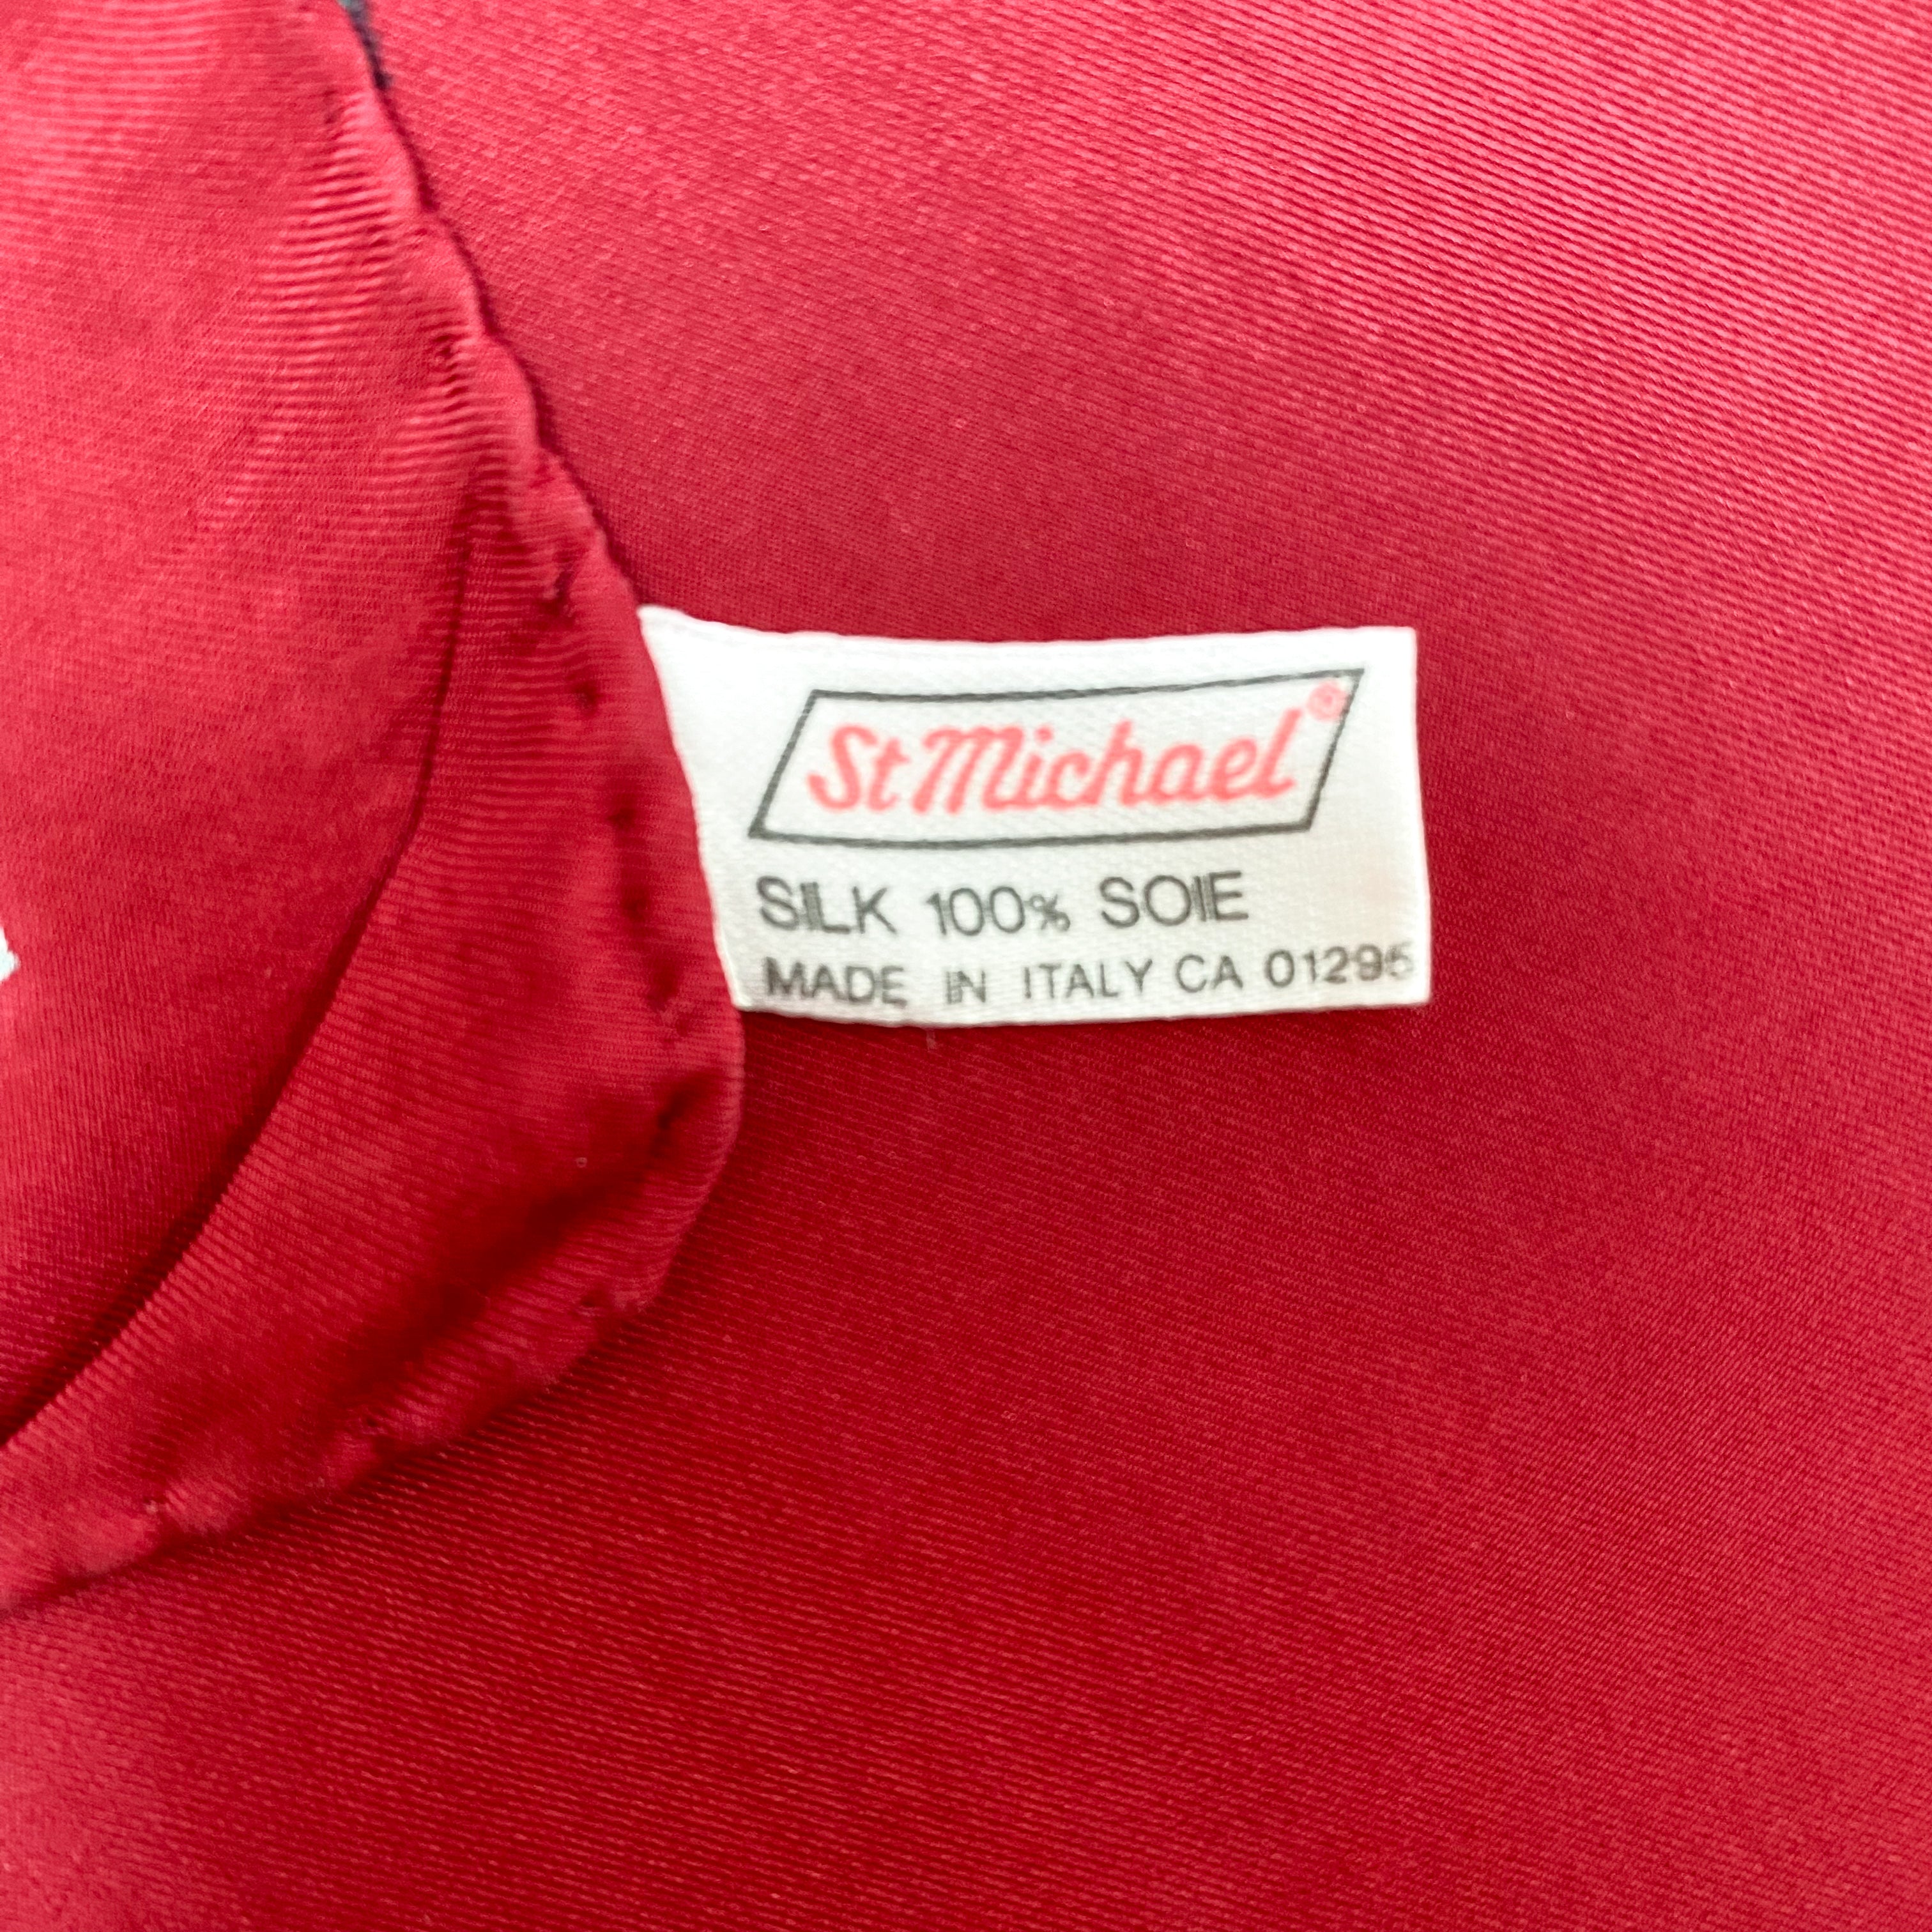 St Michael®
SILK 100% SOIE
MADE IN ITALY CA 01295